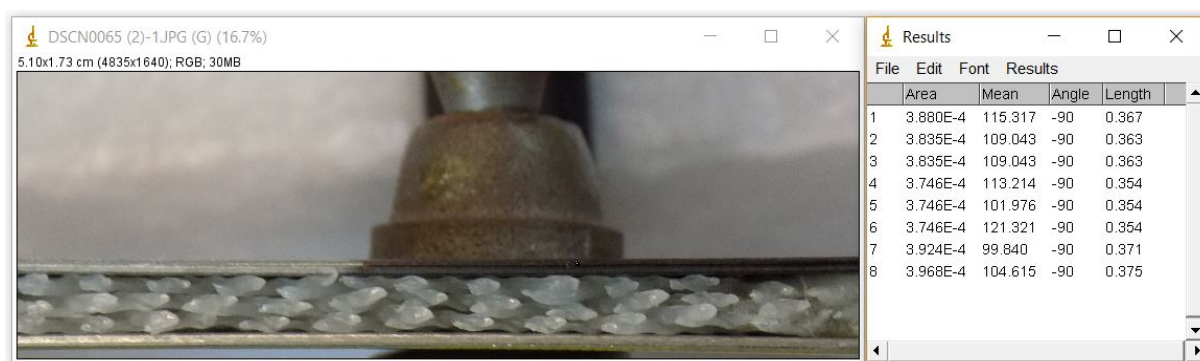 DSCN0065 (2)-1.JPG (G) (16.7%)
5.10x1.73 cm (4835x1640); RGB; 30MB
Results
File Edit Font Results
Area Mean Angle Length
1 3.880E-4 115.317 -90 0.367
2 3.835E-4 109.043 -90 0.363
3 3.835E-4 109.043 -90 0.363
4 3.746E-4 113.214 -90 0.354
5 3.746E-4 101.976 -90 0.354
6 3.746E-4 121.321 -90 0.354
7 3.924E-4 99.840 -90 0.371
8 3.968E-4 104.615 -90 0.375